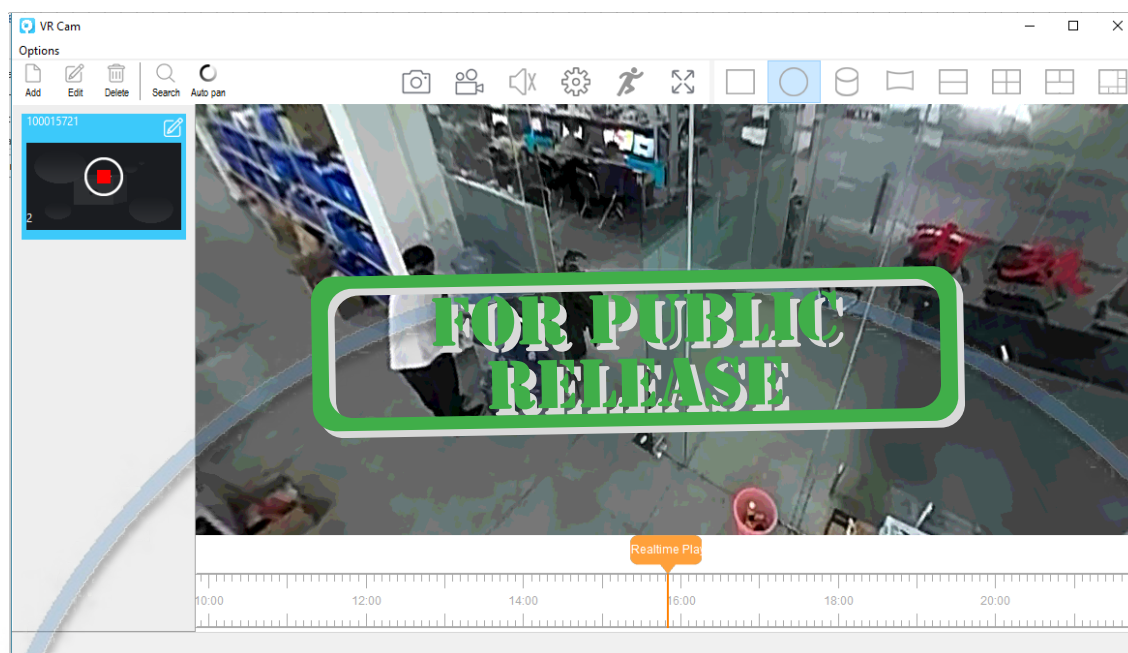 VR Cam
Options
Add Edit Delete Search Auto pan
100015721
2
FOR PUBLIC
RELEASE
Realtime Play
10:00 12:00 14:00 16:00 18:00 20:00